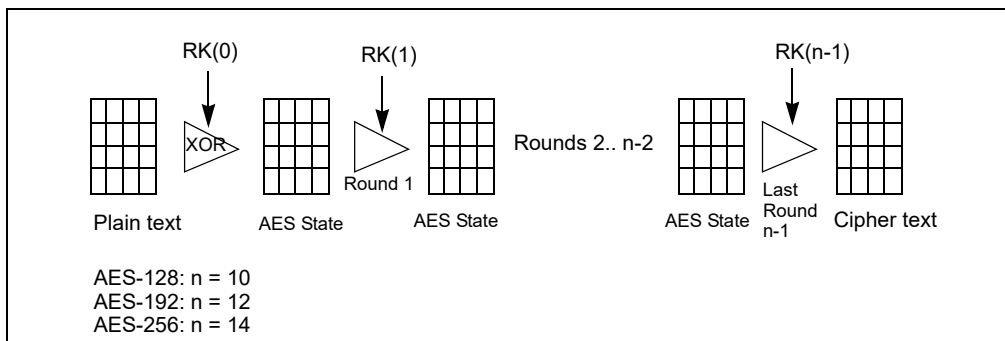 RK(0)
RK(1)
RK(n-1)
XOR
Rounds 2.. n-2
Round 1
Last
Round
n-1
Plain text
AES State
AES State
AES State
Cipher text
AES-128: n = 10
AES-192: n = 12
AES-256: n = 14